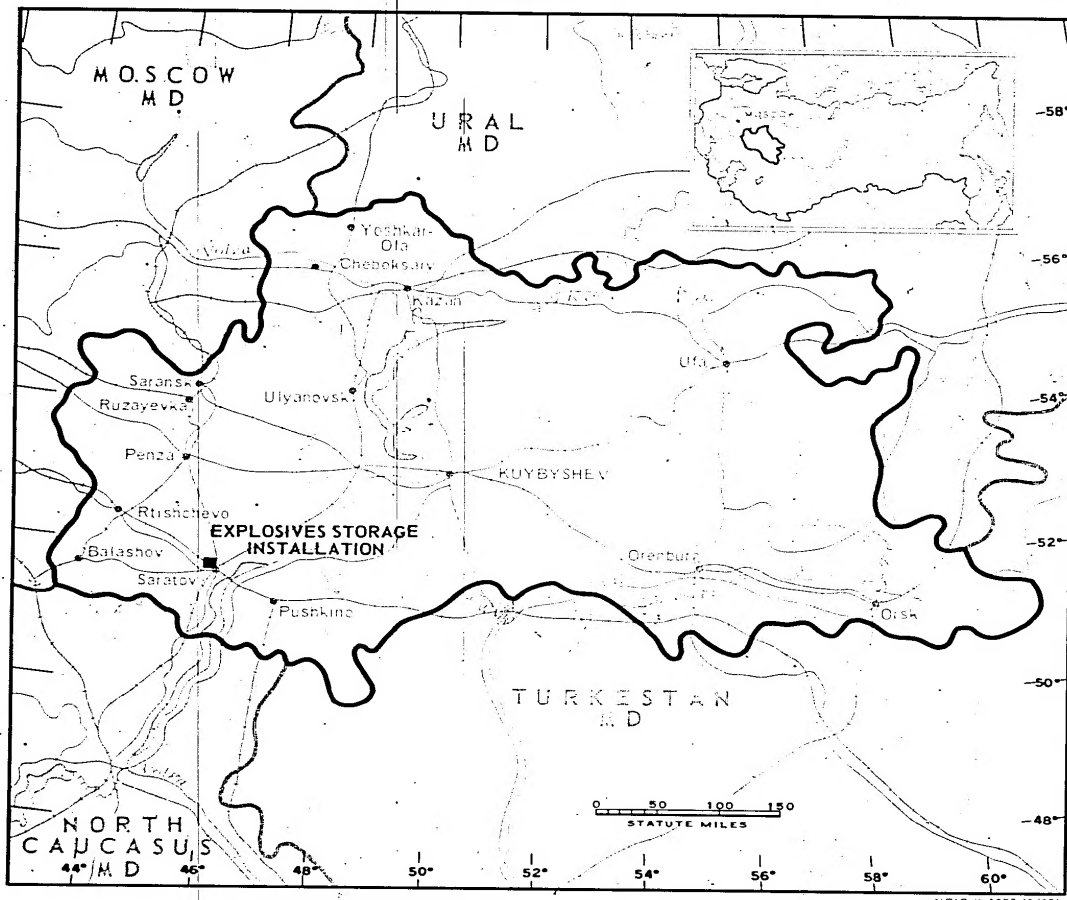 MOSCOW
MD
URAL
MD
Moscow
58°
Yoshkar-
Ola
Volga
Cheboksary
56°
Kazan
Ufa
Saransk
Ruzayevka
Ulyanovsk
54°
Penza
KUYBYSHEV
Rtishchevo
EXPLOSIVES STORAGE
INSTALLATION
Balashov
52°
Orenburg
Saratov
Pushkino
Orsk
50°
TURKESTAN
MD
Volga
0 50 100 150
STATUTE MILES
48°
NORTH
CAUCASUS
MD
44° 46° 48° 50° 52° 54° 56° 58° 60°